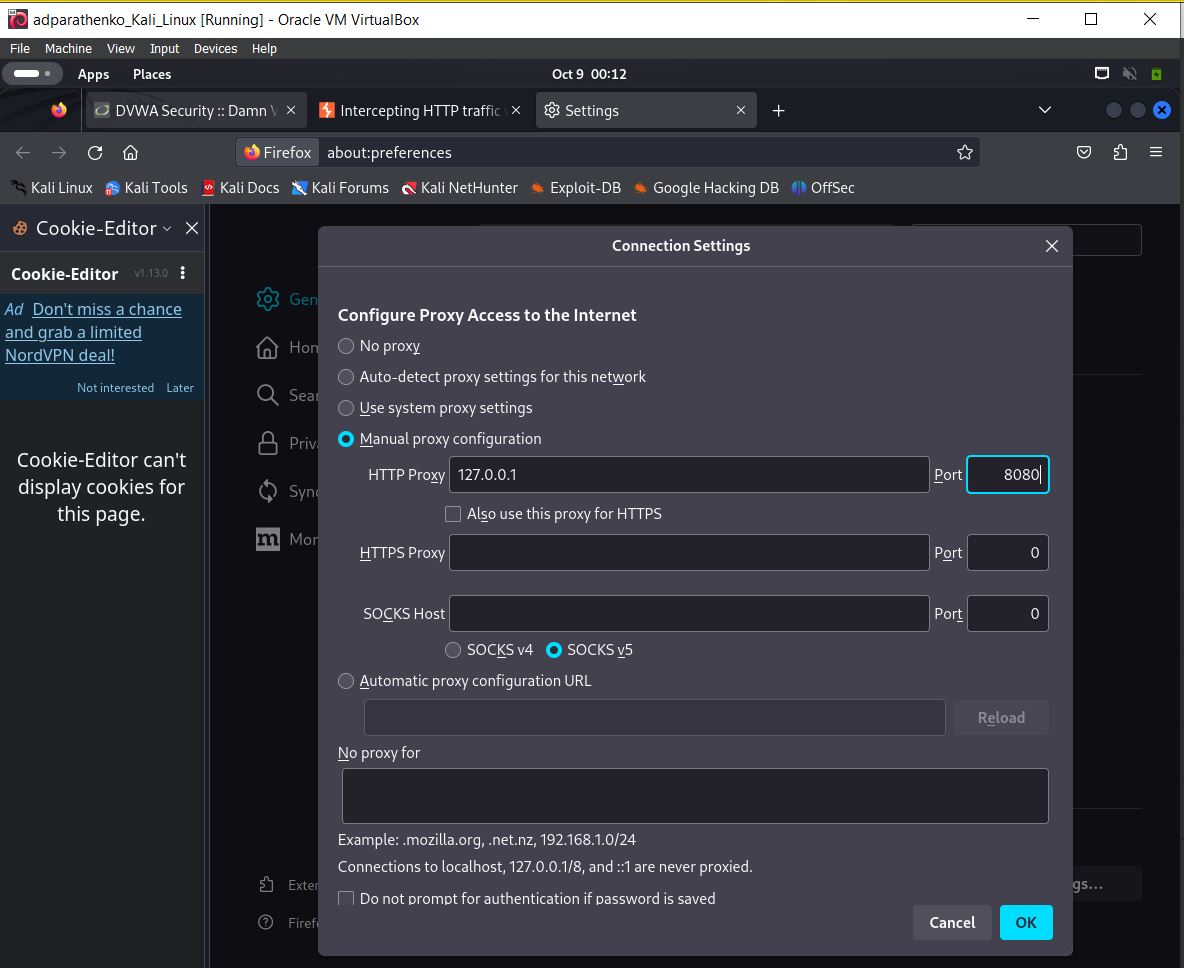 adparathenko_Kali_Linux [Running] - Oracle VM VirtualBox
File Machine View Input Devices Help
Apps Places Oct 9 00:12
DVWA Security :: Damn V Intercepting HTTP traffic Settings
Firefox about:preferences
Kali Linux Kali Tools Kali Docs Kali Forums Kali NetHunter Exploit-DB Google Hacking DB OffSec
Cookie-Editor
Cookie-Editor v1.13.0
Ad Don't miss a chance
and grab a limited
NordVPN deal!
Not interested Later
Cookie-Editor can't
display cookies for
this page.
Gen
Hom
Sear
Priv
Sync
Mor
Exten
Firefo
Connection Settings
Configure Proxy Access to the Internet
No proxy
Auto-detect proxy settings for this network
Use system proxy settings
Manual proxy configuration
HTTP Proxy 127.0.0.1 Port 8080
Also use this proxy for HTTPS
HTTPS Proxy Port 0
SOCKS Host Port 0
SOCKS v4 SOCKS v5
Automatic proxy configuration URL
Reload
No proxy for
Example: .mozilla.org, .net.nz, 192.168.1.0/24
Connections to localhost, 127.0.0.1/8, and ::1 are never proxied.
Do not prompt for authentication if password is saved
gs...
Cancel OK